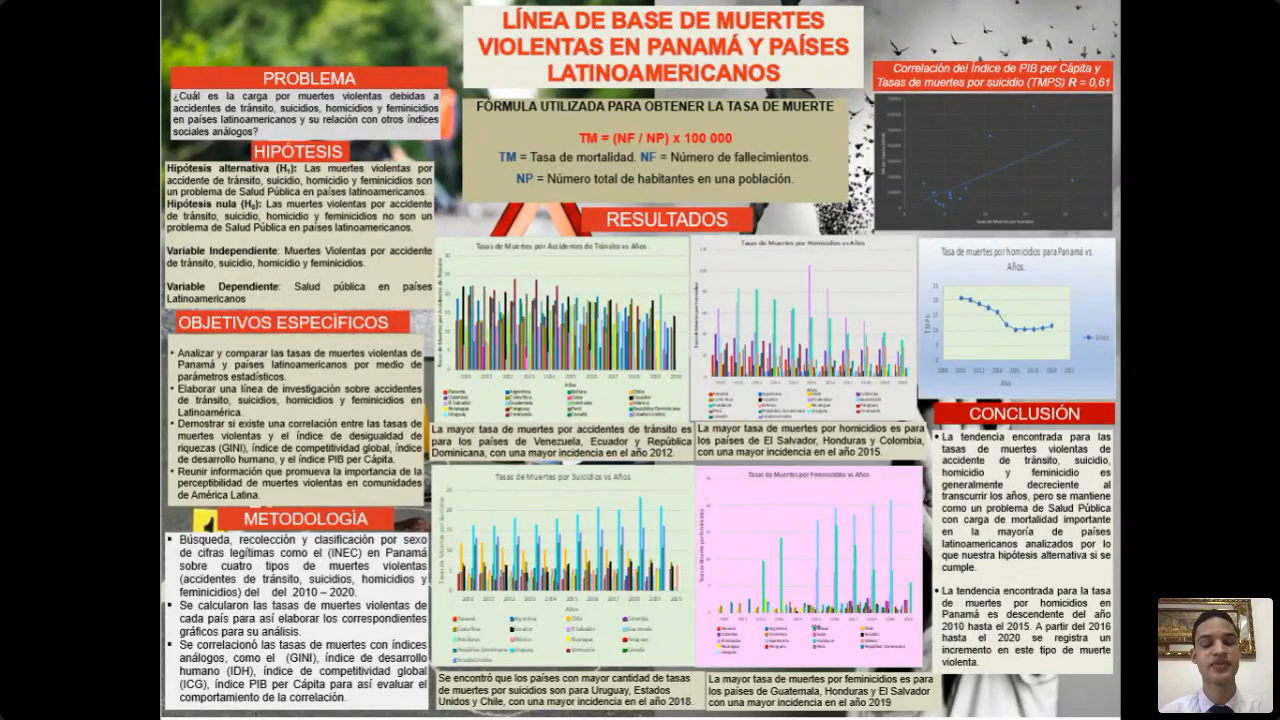 LÍNEA DE BASE DE MUERTES
VIOLENTAS EN PANAMÁ Y PAÍSES
LATINOAMERICANOS
PROBLEMA
¿Cuál es la carga por muertes violentas debidas a
accidentes de tránsito, suicidios, homicidios y feminicidios
en países latinoamericanos y su relación con otros índices
sociales análogos?
HIPÓTESIS
Hipótesis alternativa (H₁): Las muertes violentas por
accidente de tránsito, suicidio, homicidio y feminicidios son
un problema de Salud Pública en países latinoamericanos.
Hipótesis nula (H₀): Las muertes violentas por accidente
de tránsito, suicidio, homicidio y feminicidios no son un
problema de Salud Pública en países latinoamericanos.
Variable Independiente: Muertes Violentas por accidente
de tránsito, suicidio, homicidio y feminicidio.
Variable Dependiente: Salud pública en países
Latinoamericanos
OBJETIVOS ESPECÍFICOS
• Analizar y comparar las tasas de muertes violentas de
Panamá y países latinoamericanos por medio de
parámetros estadísticos.
• Elaborar una línea de investigación sobre accidentes
de tránsito, suicidios, homicidios y feminicidios en
Latinoamérica.
• Demostrar si existe una correlación entre las tasas de
muertes violentas y el índice de desigualdad de
riquezas (GINI), índice de competitividad global, índice
de desarrollo humano, y el índice PIB per Cápita.
• Reunir información que promueva la importancia de la
perceptibilidad de muertes violentas en comunidades
de América Latina.
METODOLOGÌA
▪ Búsqueda, recolección y clasificación por sexo
de cifras legítimas como el (INEC) en Panamá
sobre cuatro tipos de muertes violentas
(accidentes de tránsito, suicidios, homicidios y
feminicidios) del del 2010 – 2020.
▪ Se calcularon las tasas de muertes violentas de
cada país para así elaborar los correspondientes
gráficos para su análisis.
▪ Se correlacionó las tasas de muertes con índices
análogos, como el (GINI), índice de desarrollo
humano (IDH), índice de competitividad global
(ICG), índice PIB per Cápita para así evaluar el
comportamiento de la correlación.
FÓRMULA UTILIZADA PARA OBTENER LA TASA DE MUERTE
TM = (NF / NP) x 100 000
TM = Tasa de mortalidad. NF = Número de fallecimientos.
NP = Número total de habitantes en una población.
RESULTADOS
Tasas de Muertes por Accidentes de Tránsito vs Años
La mayor tasa de muertes por accidentes de tránsito es
para los países de Venezuela, Ecuador y República
Dominicana, con una mayor incidencia en el año 2012.
Tasas de Muertes por Homicidios vs Años
La mayor tasa de muertes por homicidios es para
los países de El Salvador, Honduras y Colombia,
con una mayor incidencia en el año 2015.
Tasas de Muertes por Suicidios vs Años
Se encontró que los países con mayor cantidad de tasas
de muertes por suicidios son para Uruguay, Estados
Unidos y Chile, con una mayor incidencia en el año 2018.
Tasas de Muertes por Feminicidios vs Años
La mayor tasa de muertes por feminicidios es para
los países de Guatemala, Honduras y El Salvador
con una mayor incidencia en el año 2019
Correlación del Índice de PIB per Cápita y
Tasas de muertes por suicidio (TMPS) R = 0,61
Tasas de Muertes por Suicidios
Tasa de muertes por homicidios para Panamá vs
Años.
CONCLUSIÓN
• La tendencia encontrada para las
tasas de muertes violentas de
accidente de tránsito, suicidio,
homicidio y feminicidio es
generalmente decreciente al
transcurrir los años, pero se mantiene
como un problema de Salud Pública
con carga de mortalidad importante
en la mayoría de países
latinoamericanos analizados por lo
que nuestra hipótesis alternativa si se
cumple.
• La tendencia encontrada para la tasa
de muertes por homicidios en
Panamá es descendente del año
2010 hasta el 2015. A partir del 2016
hasta el 2020 se registra un
incremento en este tipo de muerte
violenta.